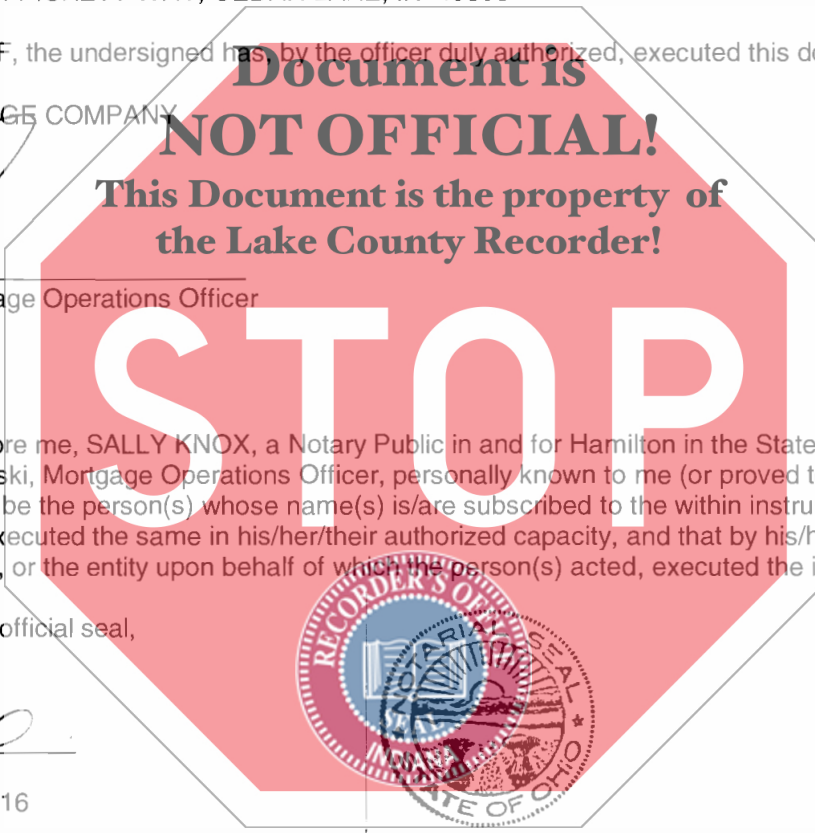 F, the undersigned has, by the officer duly authorized, executed this do
Document is
GE COMPANY
NOT OFFICIAL!
This Document is the property of
the Lake County Recorder!
age Operations Officer
STOP
ore me, SALLY KNOX, a Notary Public in and for Hamilton in the State
ski, Mortgage Operations Officer, personally known to me (or proved t
be the person(s) whose name(s) is/are subscribed to the within instru
xecuted the same in his/her/their authorized capacity, and that by his/h
, or the entity upon behalf of which the person(s) acted, executed the i
RECORDER'S OF
SEAL
INDIANA
official seal,
NOTARIAL SEAL
STATE OF OHIO
16